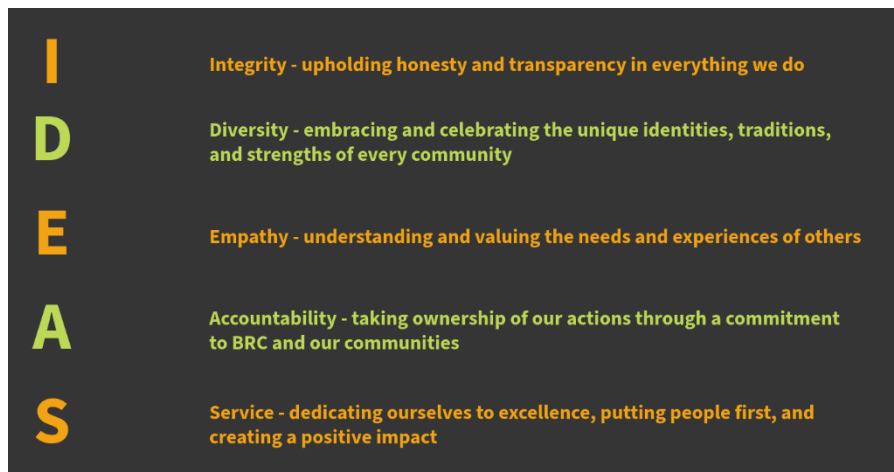 I
Integrity - upholding honesty and transparency in everything we do
D
Diversity - embracing and celebrating the unique identities, traditions,
and strengths of every community
E
Empathy - understanding and valuing the needs and experiences of others
A
Accountability - taking ownership of our actions through a commitment
to BRC and our communities
S
Service - dedicating ourselves to excellence, putting people first, and
creating a positive impact